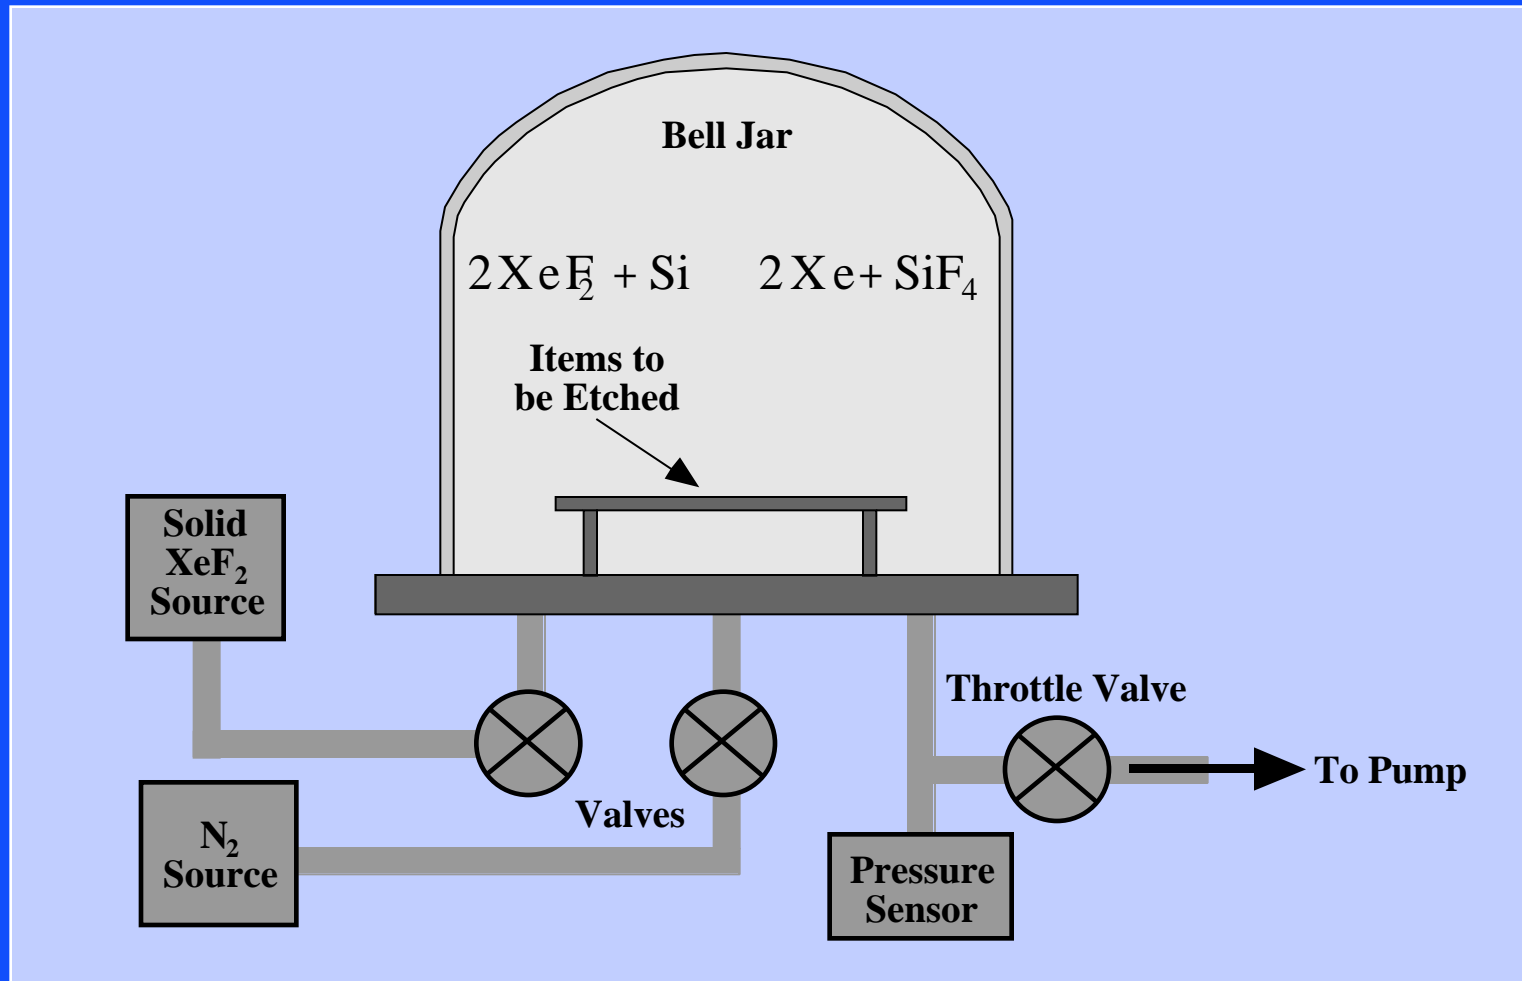 Bell Jar
2XeF₂ + Si    2Xe + SiF₄
Items to
be Etched
Solid
XeF₂
Source
Throttle Valve
To Pump
Valves
N₂
Source
Pressure
Sensor